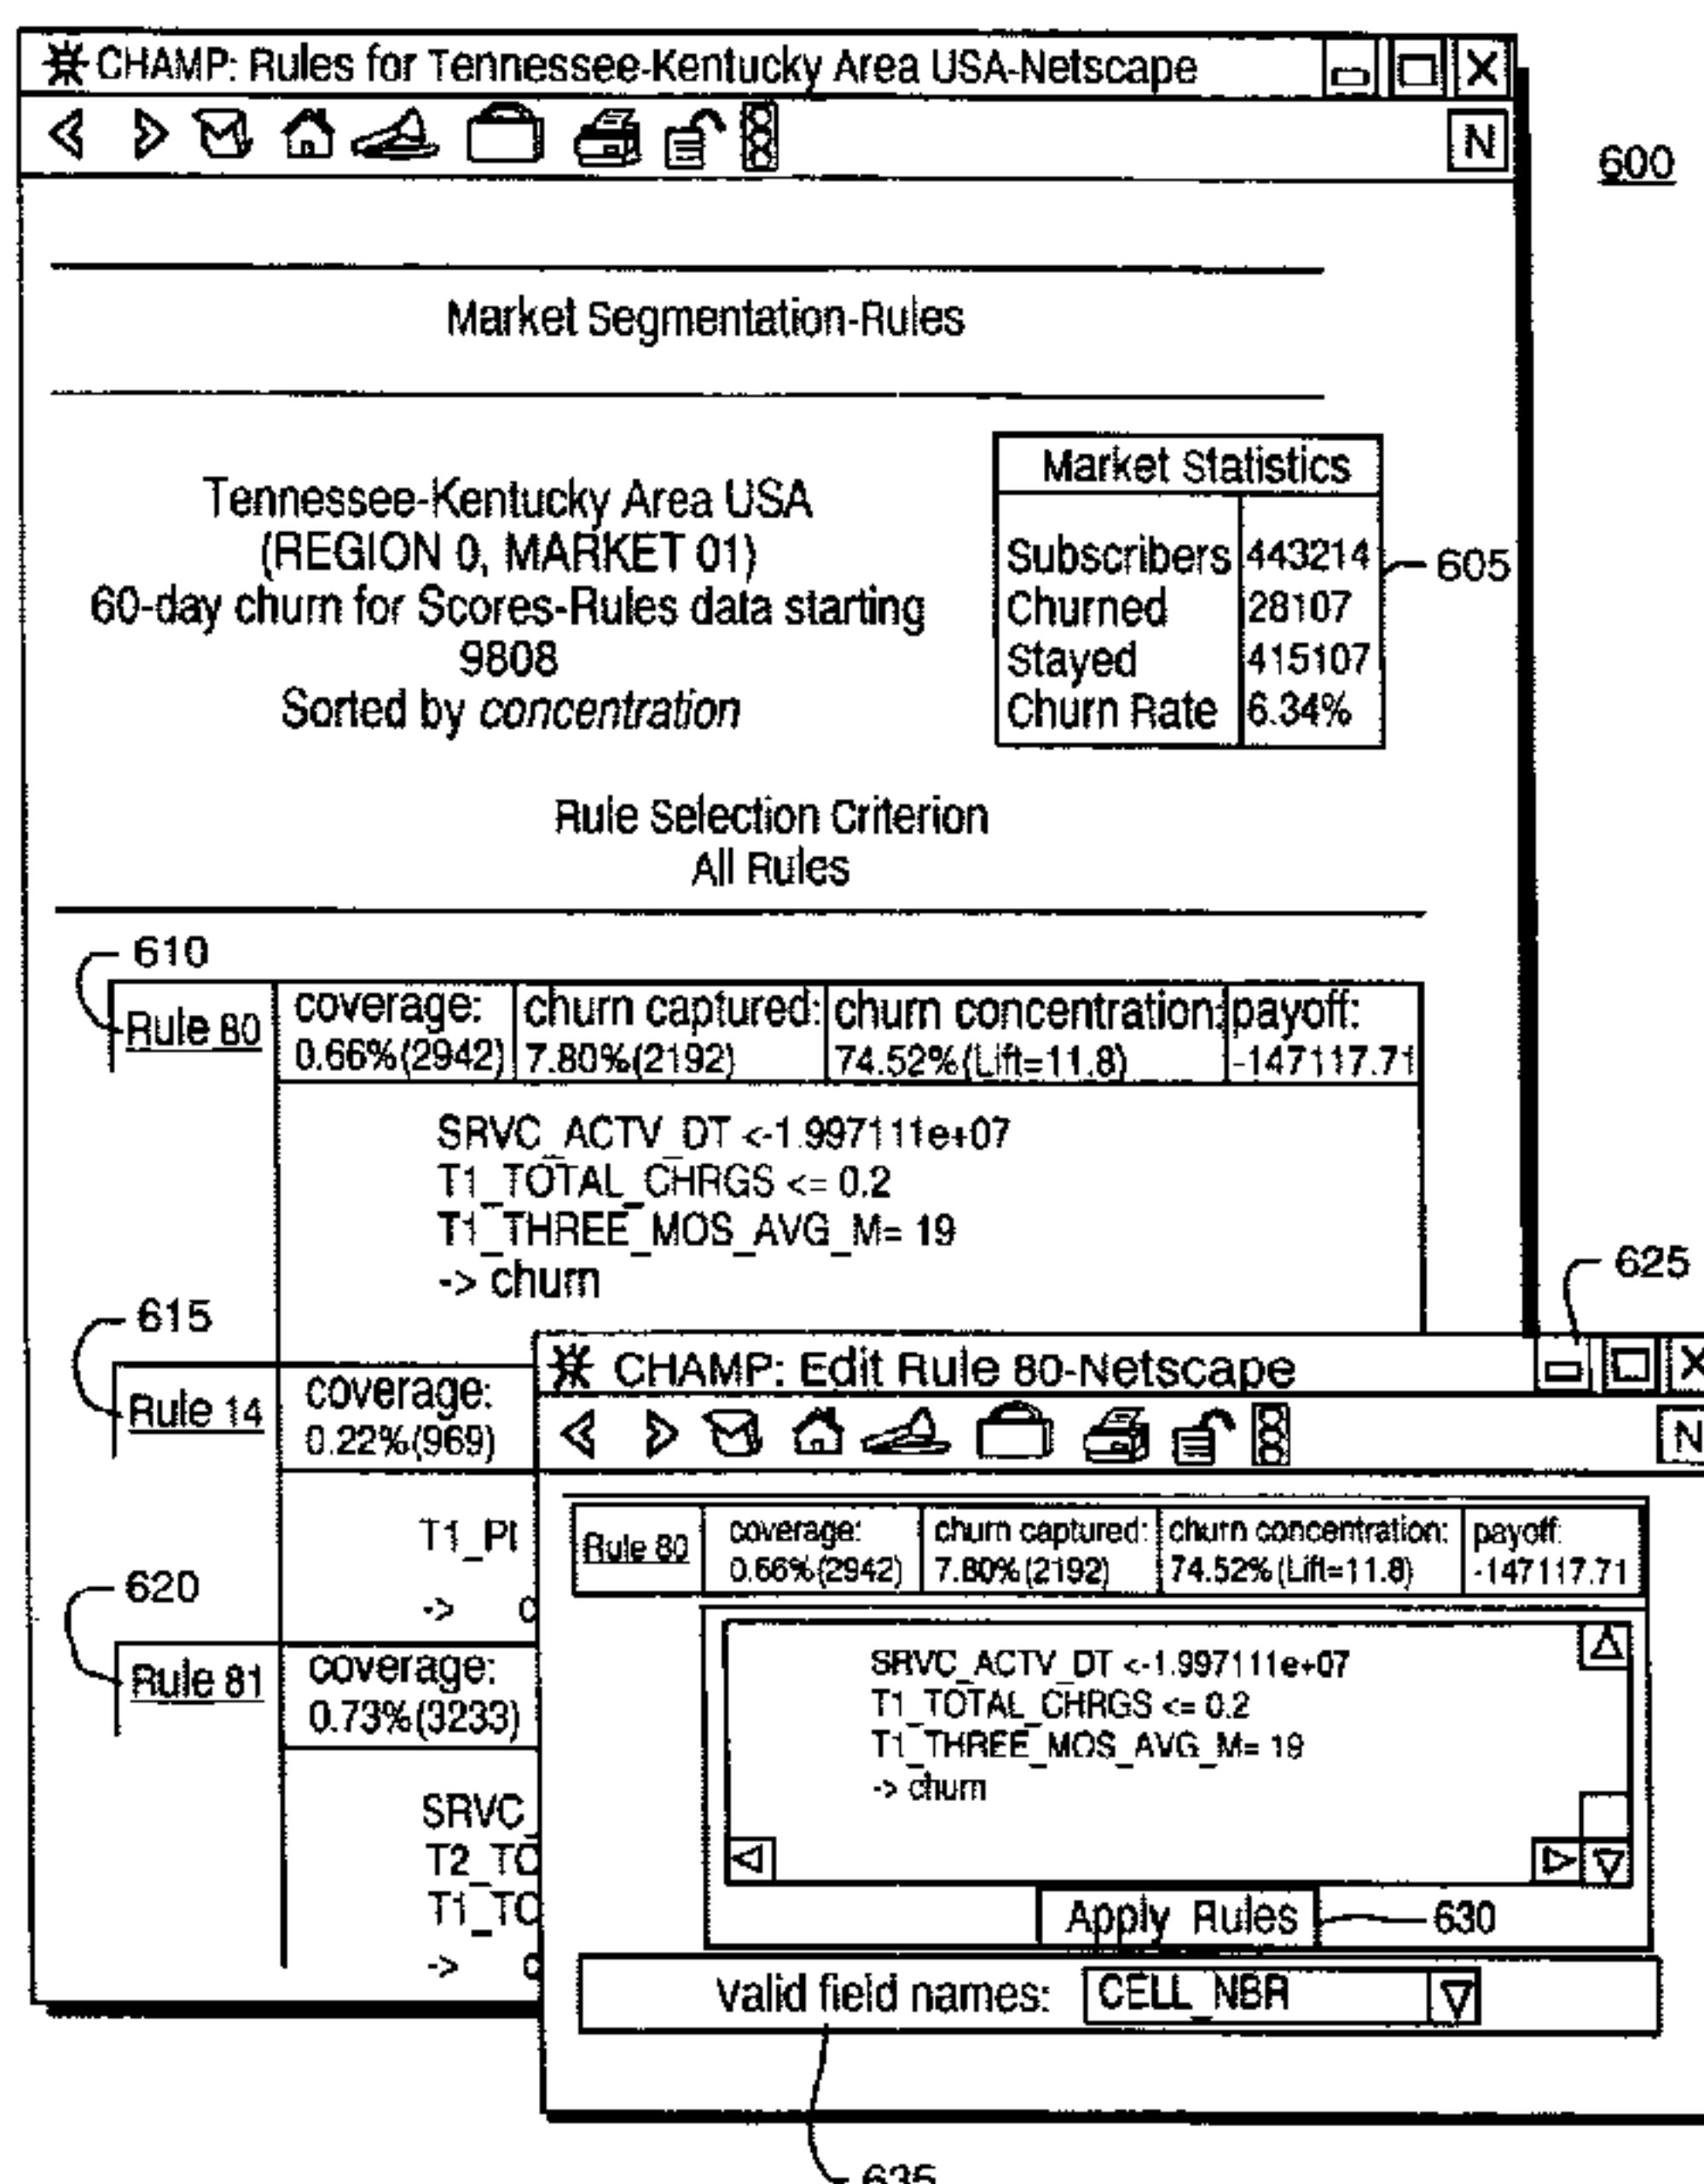 CHAMP: Rules for Tennessee-Kentucky Area USA-Netscape
N
600
Market Segmentation-Rules
Market Statistics
Subscribers 443214
Churned 28107
Stayed 415107
Churn Rate 6.34%
605
Tennessee-Kentucky Area USA
(REGION 0, MARKET 01)
60-day churn for Scores-Rules data starting
9808
Sorted by concentration
Rule Selection Criterion
All Rules
610
Rule 80
coverage: churn captured: churn concentration: payoff:
0.66%(2942) 7.80%(2192) 74.52%(Lift=11.8) -147117.71
SRVC_ACTV_DT <-1.997111e+07
T1_TOTAL_CHRGS <= 0.2
T1_THREE_MOS_AVG_M= 19
-> churn
615
Rule 14
coverage:
0.22%(969)
T1_PI
->
620
Rule 81
coverage:
0.73%(3233)
SRVC_
T2_TO
T1_TO
->
625
CHAMP: Edit Rule 80-Netscape
N
Rule 80
coverage: churn captured: churn concentration: payoff:
0.66%(2942) 7.80%(2192) 74.52%(Lift=11.8) -147117.71
SRVC_ACTV_DT <-1.997111e+07
T1_TOTAL_CHRGS <= 0.2
T1_THREE_MOS_AVG_M= 19
-> churn
Apply Rules
630
Valid field names: CELL_NBR
635